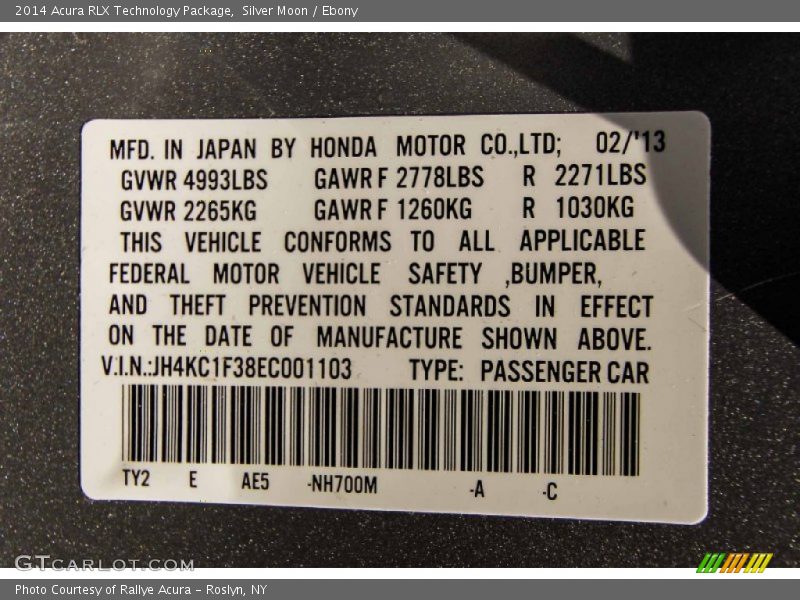 2014 Acura RLX Technology Package,  Silver Moon / Ebony
MFD. IN JAPAN BY HONDA MOTOR CO.,LTD; 02/'13
GVWR 4993LBS GAWR F 2778LBS R 2271LBS
GVWR 2265KG GAWR F 1260KG R 1030KG
THIS VEHICLE CONFORMS TO ALL APPLICABLE
FEDERAL MOTOR VEHICLE SAFETY ,BUMPER,
AND THEFT PREVENTION STANDARDS IN EFFECT
ON THE DATE OF MANUFACTURE SHOWN ABOVE.
V.I.N.:JH4KC1F38EC001103 TYPE: PASSENGER CAR
TY2 E AE5 -NH700M -A -C
GTCARLOT.COM
Photo Courtesy of Rallye Acura – Roslyn, NY